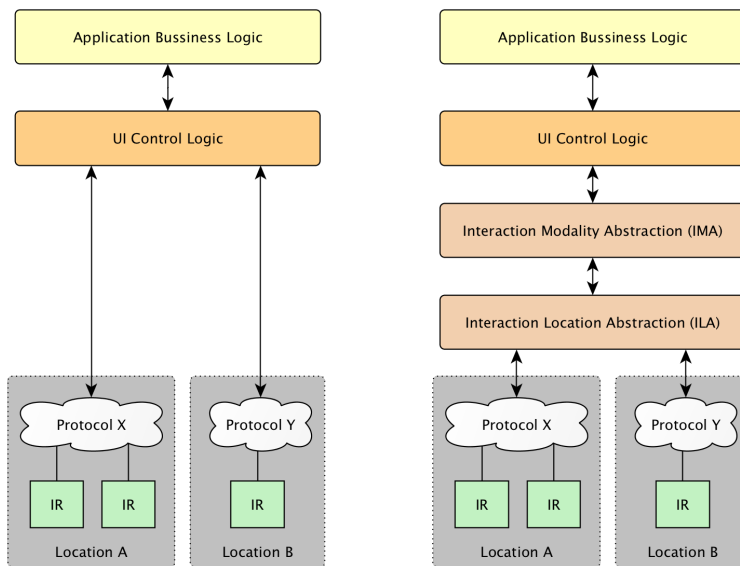 Application Bussiness Logic
UI Control Logic
Protocol X
Protocol Y
IR
IR
IR
Location A
Location B
Application Bussiness Logic
UI Control Logic
Interaction Modality Abstraction (IMA)
Interaction Location Abstraction (ILA)
Protocol X
Protocol Y
IR
IR
IR
Location A
Location B